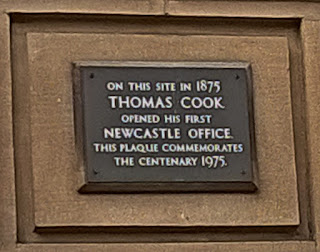 ON THIS SITE IN 1875
THOMAS COOK
OPENED HIS FIRST
NEWCASTLE OFFICE.
THIS PLAQUE COMMEMORATES
THE CENTENARY 1975.